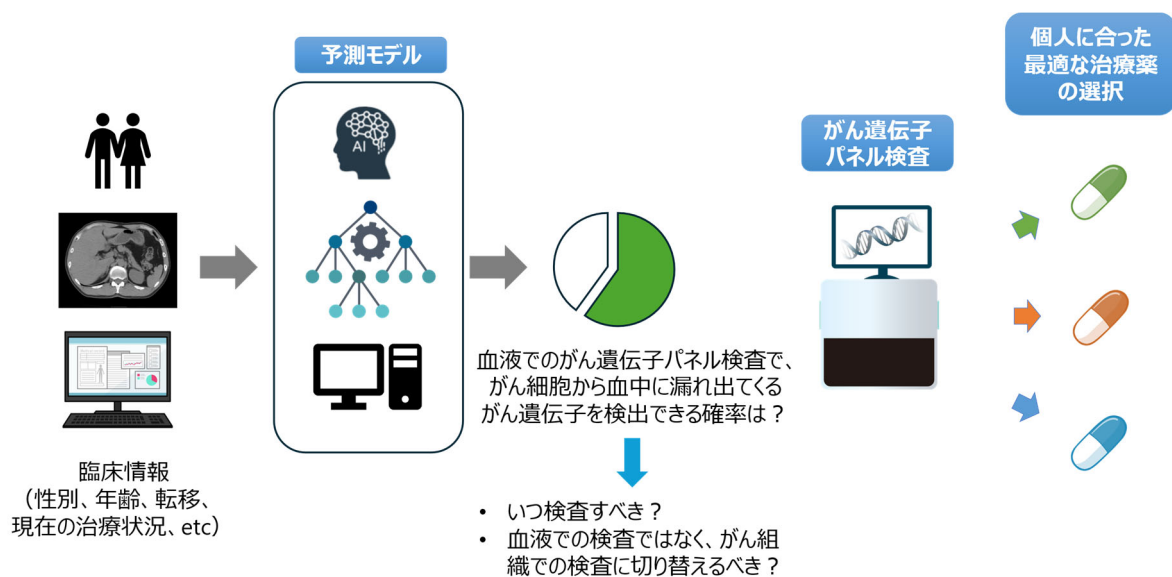 予測モデル
AI
臨床情報
（性別、年齢、転移、
現在の治療状況、etc）
血液でのがん遺伝子パネル検査で、
がん細胞から血中に漏れ出てくる
がん遺伝子を検出できる確率は？
• いつ検査すべき？
• 血液での検査ではなく、がん組
織での検査に切り替えるべき？
がん遺伝子
パネル検査
個人に合った
最適な治療薬
の選択